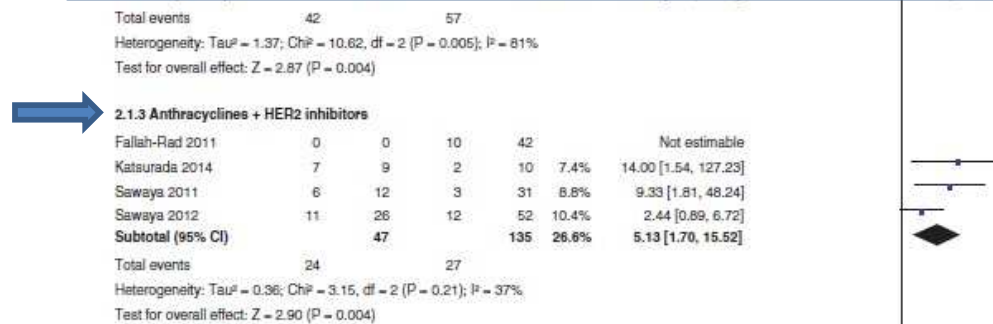 Total events 42 57
Heterogeneity: Tau² = 1.37; Chi² = 10.62, df = 2 (P = 0.005); I² = 81%
Test for overall effect: Z = 2.87 (P = 0.004)
2.1.3 Anthracyclines + HER2 inhibitors
Fallah-Rad 2011 0 0 10 42 Not estimable
Katsurada 2014 7 9 2 10 7.4% 14.00 [1.54, 127.23]
Sawaya 2011 6 12 3 31 8.8% 9.33 [1.81, 48.24]
Sawaya 2012 11 26 12 52 10.4% 2.44 [0.89, 6.72]
Subtotal (95% CI) 47 135 26.6% 5.13 [1.70, 15.52]
Total events 24 27
Heterogeneity: Tau² = 0.36; Chi² = 3.15, df = 2 (P = 0.21); I² = 37%
Test for overall effect: Z = 2.90 (P = 0.004)